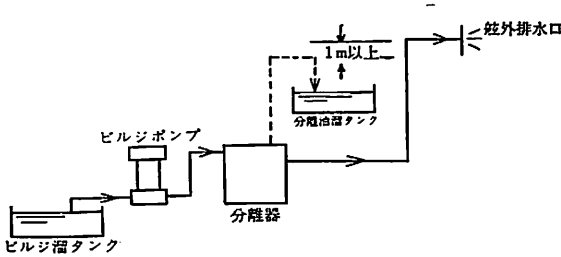 舷外排水口
1m以上
分離油溜タンク
ビルジポンプ
分離器
ビルジ溜タンク